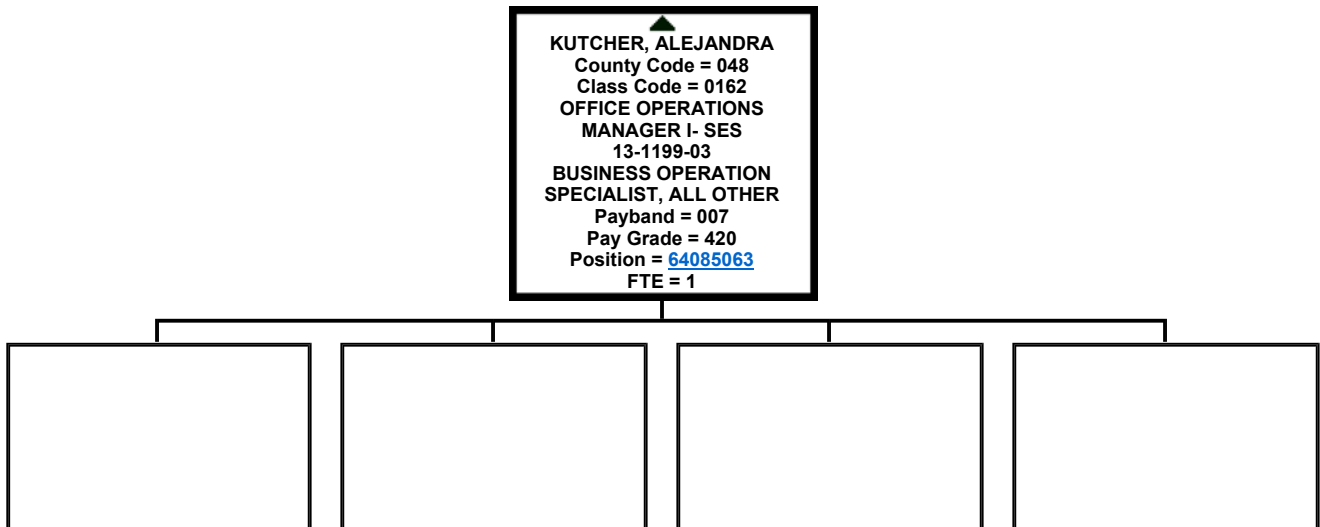 KUTCHER, ALEJANDRA
County Code = 048
Class Code = 0162
OFFICE OPERATIONS
MANAGER I- SES
13-1199-03
BUSINESS OPERATION
SPECIALIST, ALL OTHER
Payband = 007
Pay Grade = 420
Position = 64085063
FTE = 1